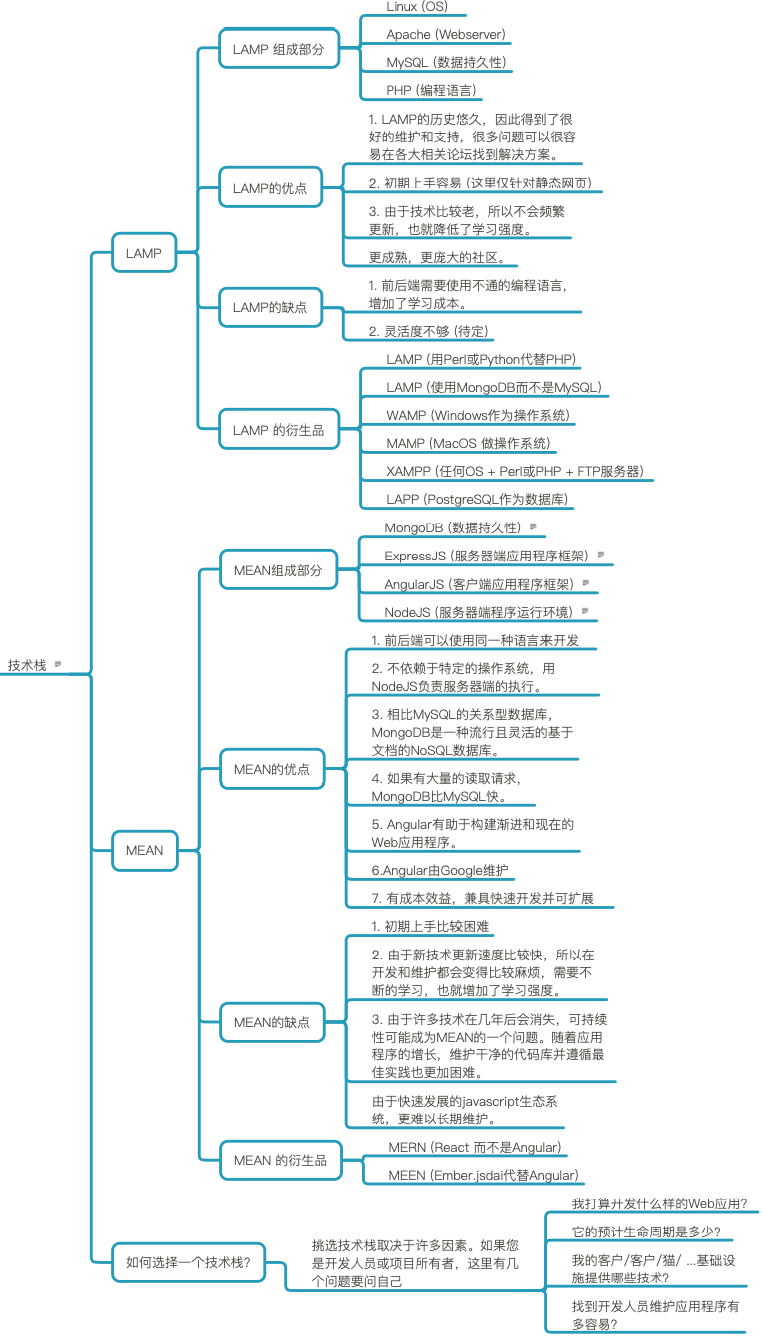 技术栈
LAMP
LAMP 组成部分
Linux (OS)
Apache (Webserver)
MySQL (数据持久性)
PHP (编程语言)
LAMP的优点
1. LAMP的历史悠久，因此得到了很
好的维护和支持，很多问题可以很容
易在各大相关论坛找到解决方案。
2. 初期上手容易 (这里仅针对静态网页)
3. 由于技术比较老，所以不会频繁
更新，也就降低了学习强度。
更成熟，更庞大的社区。
LAMP的缺点
1. 前后端需要使用不通的编程语言，
增加了学习成本。
2. 灵活度不够 (待定)
LAMP 的衍生品
LAMP (用Perl或Python代替PHP)
LAMP (使用MongoDB而不是MySQL)
WAMP (Windows作为操作系统)
MAMP (MacOS 做操作系统)
XAMPP (任何OS + Perl或PHP + FTP服务器)
LAPP (PostgreSQL作为数据库)
MEAN
MEAN组成部分
MongoDB (数据持久性)
ExpressJS (服务器端应用程序框架)
AngularJS (客户端应用程序框架)
NodeJS (服务器端程序运行环境)
MEAN的优点
1. 前后端可以使用同一种语言来开发
2. 不依赖于特定的操作系统，用
NodeJS负责服务器端的执行。
3. 相比MySQL的关系型数据库，
MongoDB是一种流行且灵活的基于
文档的NoSQL数据库。
4. 如果有大量的读取请求，
MongoDB比MySQL快。
5. Angular有助于构建渐进和现在的
Web应用程序。
6.Angular由Google维护
7. 有成本效益，兼具快速开发并可扩展
MEAN的缺点
1. 初期上手比较困难
2. 由于新技术更新速度比较快，所以在
开发和维护都会变得比较麻烦，需要不
断的学习，也就增加了学习强度。
3. 由于许多技术在几年后会消失，可持续
性可能成为MEAN的一个问题。随着应用
程序的增长，维护干净的代码库并遵循最
佳实践也更加困难。
由于快速发展的javascript生态系
统，更难以长期维护。
MEAN 的衍生品
MERN (React 而不是Angular)
MEEN (Ember.jsdai代替Angular)
如何选择一个技术栈?
挑选技术栈取决于许多因素。如果您
是开发人员或项目所有者，这里有几
个问题要问自己
我打算开发什么样的Web应用?
它的预计生命周期是多少?
我的客户/客户/猫/ ...基础设
施提供哪些技术?
找到开发人员维护应用程序有
多容易?